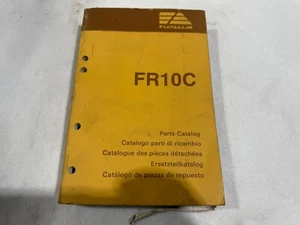 FIATALLIS
FR10C
Parts Catalog
Catalogo parti di ricambio
Catalogue des pièces détachées
Ersatzteilkatalog
Catálogo de piezas de repuesto